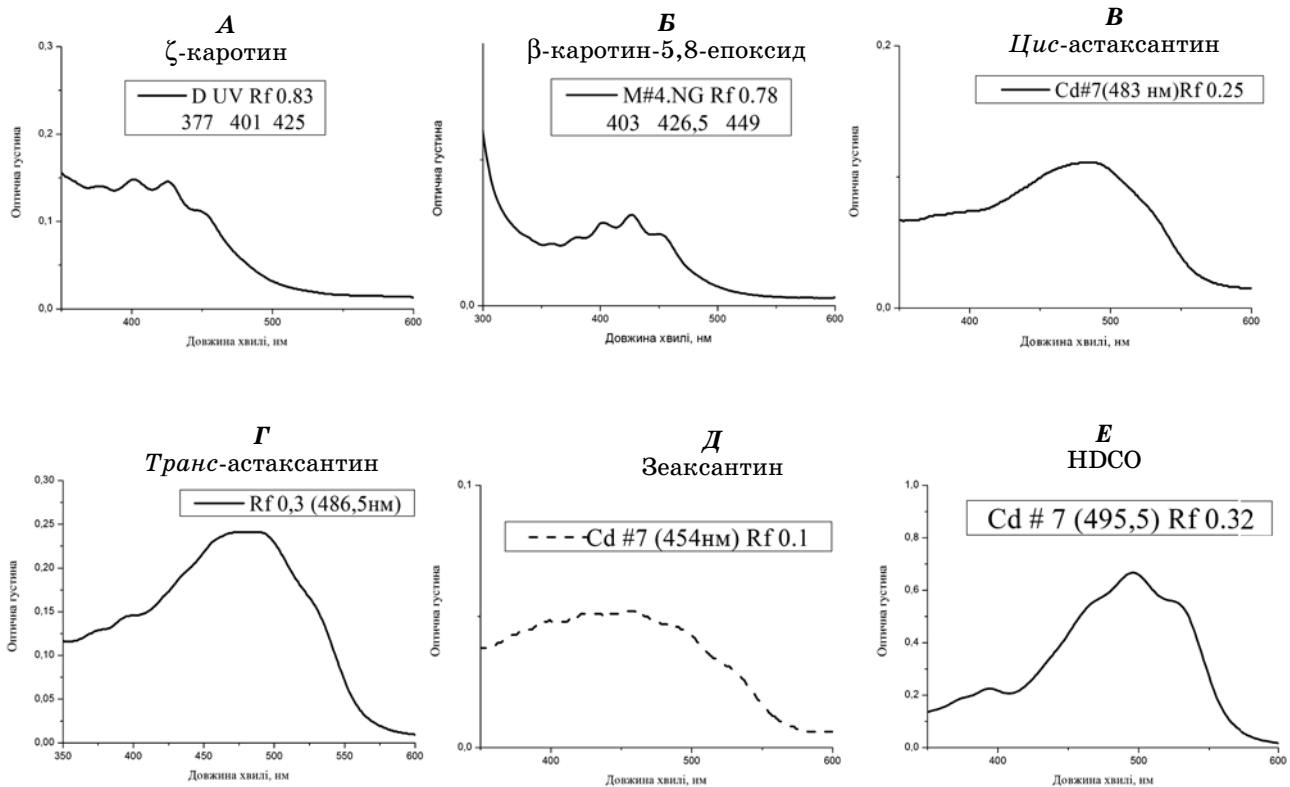 А
ζ-каротин
0,3
0,2
0,1
0,0
D UV Rf 0.83
377 401 425
Оптична густина
400 500 600
Довжина хвилі, нм
Б
β-каротин-5,8-епоксид
0,0
M#4.NG Rf 0.78
403 426,5 449
Оптична густина
300 400 500 600
Довжина хвилі, нм
В
Цис-астаксантин
0,2
0,1
0,0
Cd#7(483 нм)Rf 0.25
Оптична густина
400 500 600
Довжина хвилі, нм
Г
Транс-астаксантин
0,30
0,25
0,20
0,15
0,10
0,05
0,00
Rf 0,3 (486,5нм)
Оптична густина
350 400 450 500 550 600
Довжина хвилі, нм
Д
Зеаксантин
0,1
0,0
Cd #7 (454нм) Rf 0.1
Оптична густина
400 500 600
Довжина хвилі, нм
Е
HDCO
1,0
0,8
0,6
0,4
0,2
0,0
Cd # 7 (495,5) Rf 0.32
Оптична густина
400 500 600
Довжина хвилі, нм